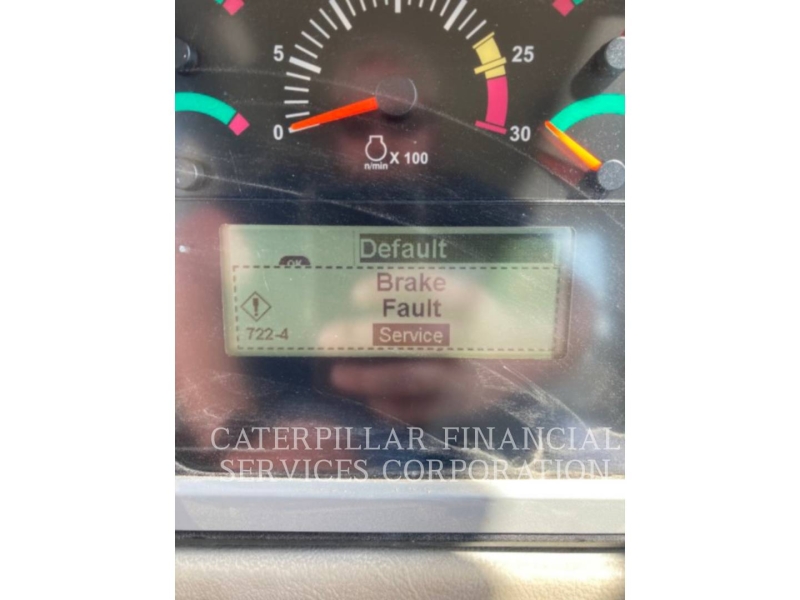 5
25
0
30
n/min X 100
Default
OK
Brake
Fault
722-4
Service
CATERPILLAR FINANCIAL
SERVICES CORPORATION